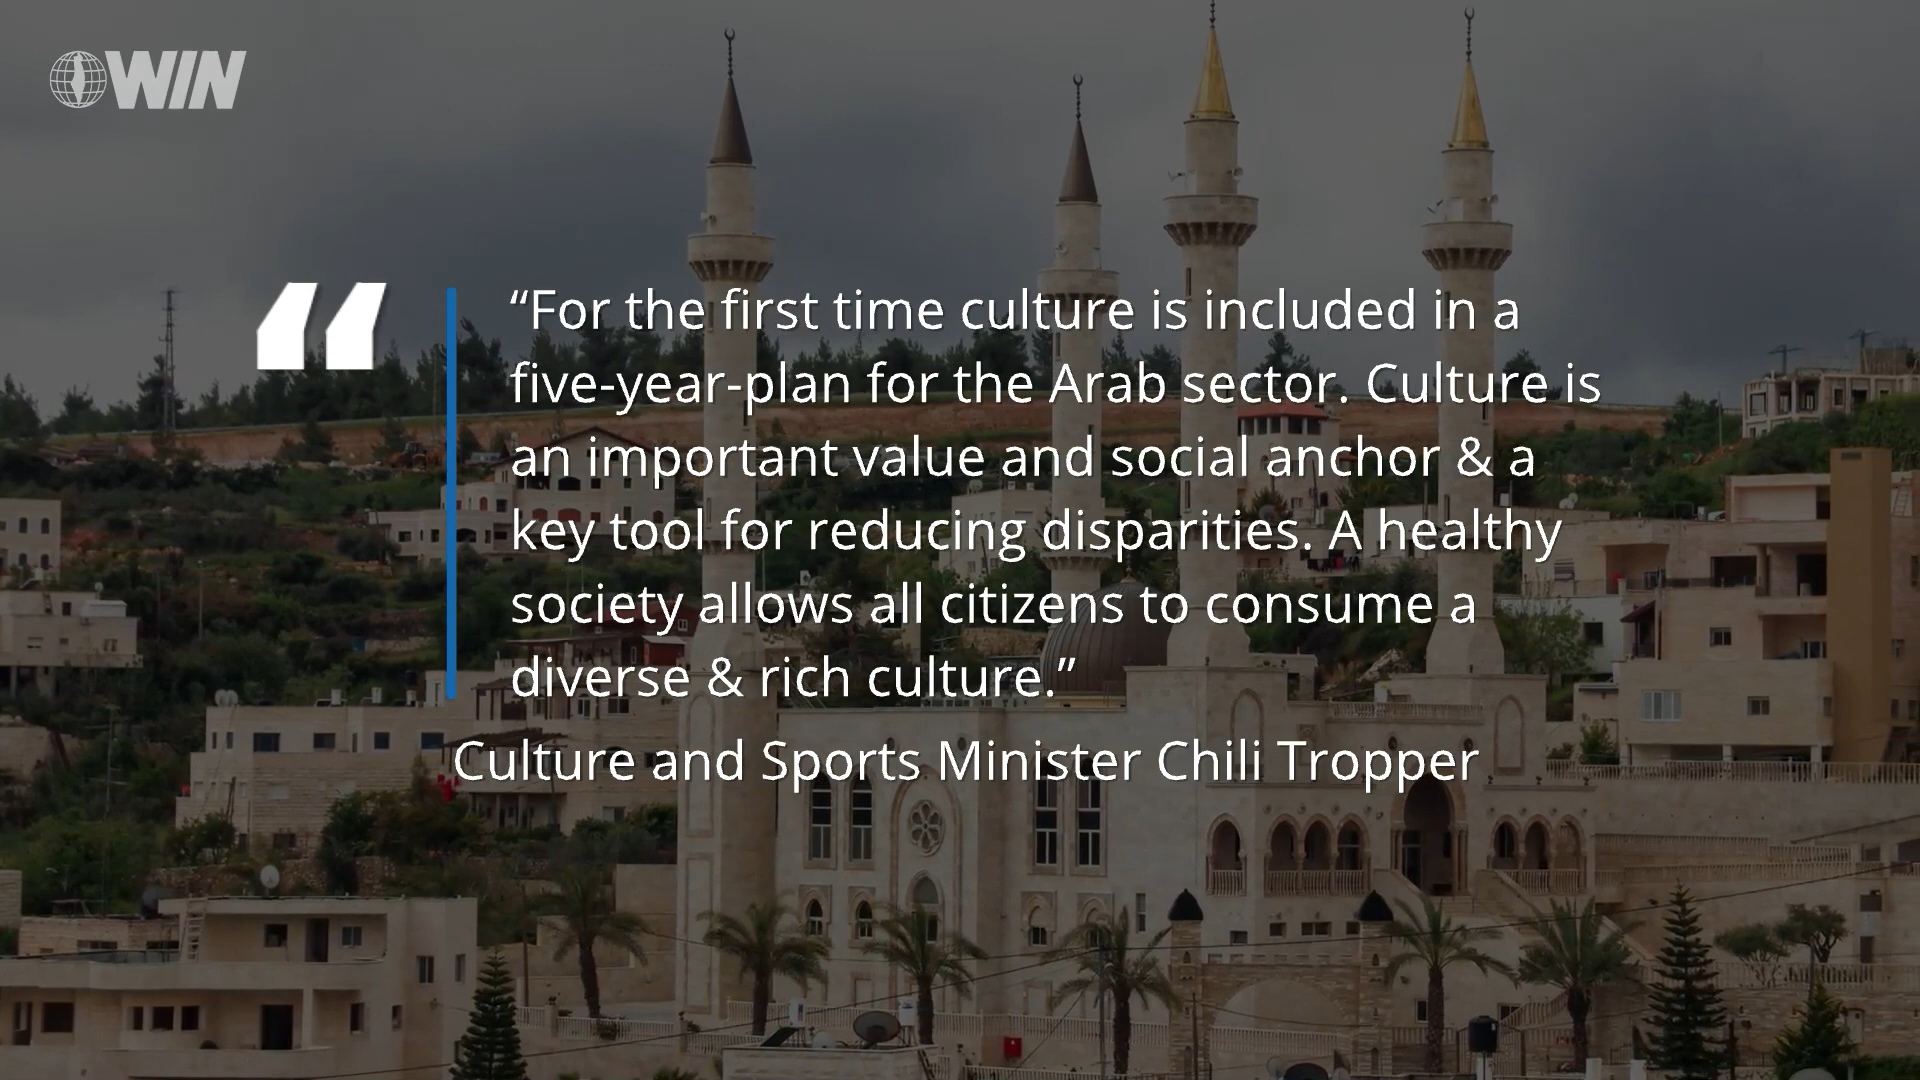 WIN
“For the first time culture is included in a
five-year-plan for the Arab sector. Culture is
an important value and social anchor & a
key tool for reducing disparities. A healthy
society allows all citizens to consume a
diverse & rich culture.”
Culture and Sports Minister Chili Tropper